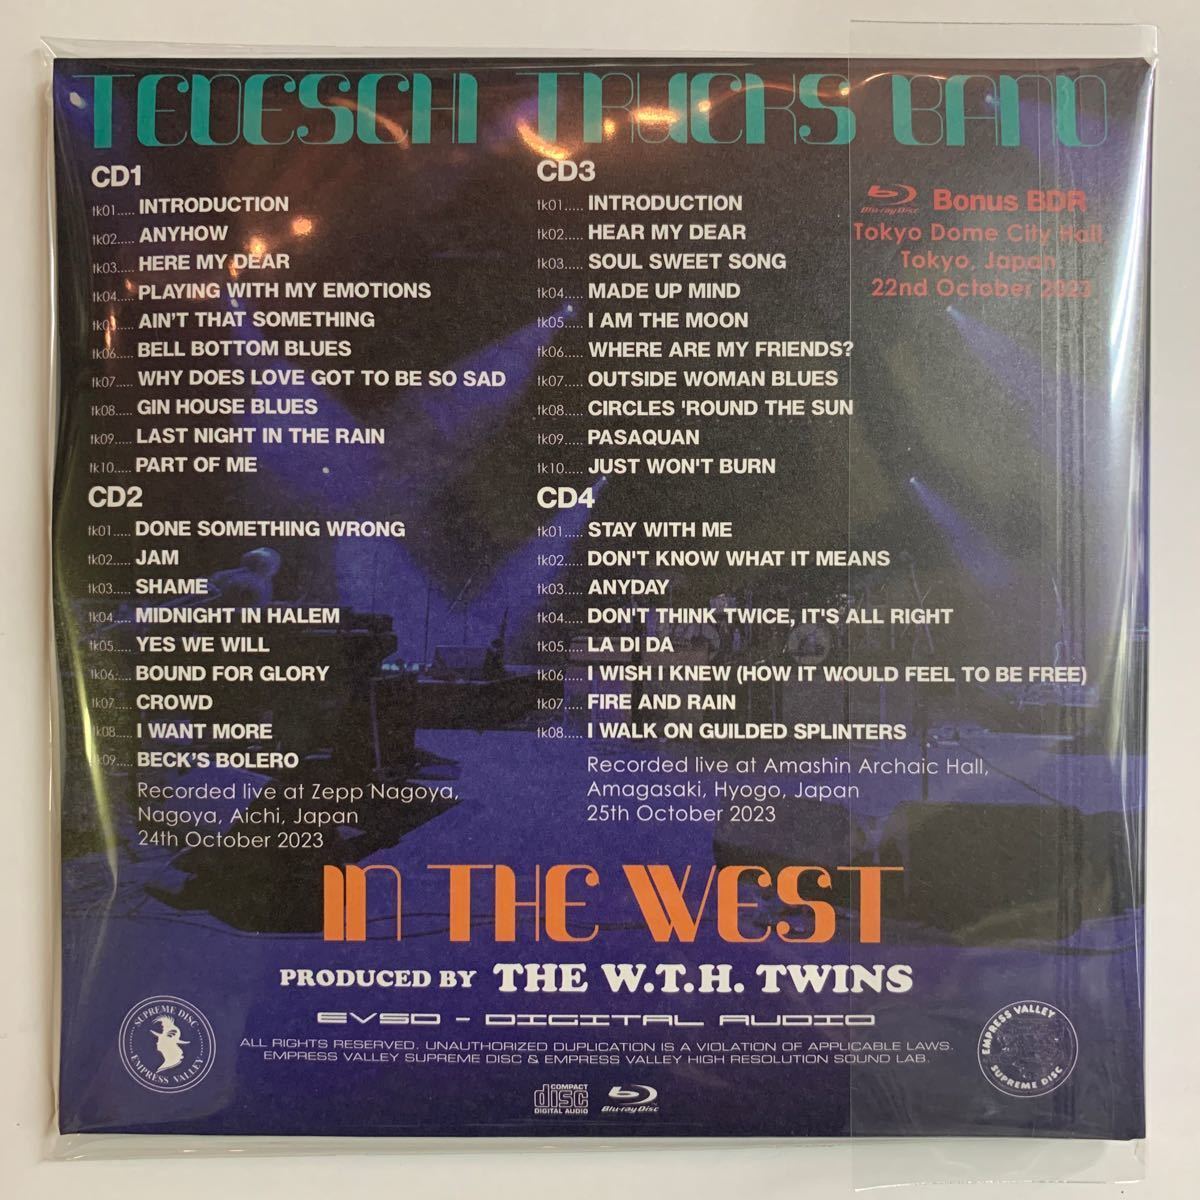 TEDESCHI TRUCKS BAND
CD1
tk01..... INTRODUCTION
tk02..... ANYHOW
tk03..... HERE MY DEAR
tk04..... PLAYING WITH MY EMOTIONS
tk05..... AIN'T THAT SOMETHING
tk06..... BELL BOTTOM BLUES
tk07..... WHY DOES LOVE GOT TO BE SO SAD
tk08..... GIN HOUSE BLUES
tk09..... LAST NIGHT IN THE RAIN
tk10..... PART OF ME
CD2
tk01..... DONE SOMETHING WRONG
tk02..... JAM
tk03..... SHAME
tk04..... MIDNIGHT IN HALEM
tk05..... YES WE WILL
tk06..... BOUND FOR GLORY
tk07..... CROWD
tk08..... I WANT MORE
tk09..... BECK'S BOLERO
Recorded live at Zepp Nagoya,
Nagoya, Aichi, Japan
24th October 2023
CD3
tk01..... INTRODUCTION
tk02..... HEAR MY DEAR
tk03..... SOUL SWEET SONG
tk04..... MADE UP MIND
tk05..... I AM THE MOON
tk06..... WHERE ARE MY FRIENDS?
tk07..... OUTSIDE WOMAN BLUES
tk08..... CIRCLES 'ROUND THE SUN
tk09..... PASAQUAN
tk10..... JUST WON'T BURN
CD4
tk01..... STAY WITH ME
tk02..... DON'T KNOW WHAT IT MEANS
tk03..... ANYDAY
tk04..... DON'T THINK TWICE, IT'S ALL RIGHT
tk05..... LA DI DA
tk06..... I WISH I KNEW (HOW IT WOULD FEEL TO BE FREE)
tk07..... FIRE AND RAIN
tk08..... I WALK ON GUILDED SPLINTERS
Recorded live at Amashin Archaic Hall,
Amagasaki, Hyogo, Japan
25th October 2023
Blu-ray Disc Bonus BDR
Tokyo Dome City Hall,
Tokyo, Japan
22nd October 2023
IN THE WEST
PRODUCED BY THE W.T.H. TWINS
EVSD - DIGITAL AUDIO
ALL RIGHTS RESERVED. UNAUTHORIZED DUPLICATION IS A VIOLATION OF APPLICABLE LAWS.
EMPRESS VALLEY SUPREME DISC & EMPRESS VALLEY HIGH RESOLUTION SOUND LAB.
SUPREME DISC
EMPRESS VALLEY
EMPRESS VALLEY
SUPREME DISC
COMPACT disc DIGITAL AUDIO
Blu-ray Disc